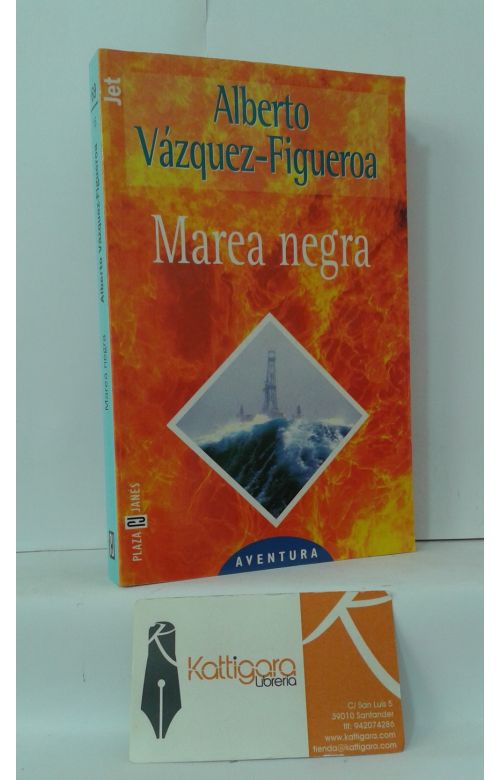 Jet
Alberto
Vázquez-Figueroa
Marea negra
PLAZA JANÉS
AVENTURA
Marea negra
Alberto Vázquez-Figueroa
Kattigara
Librería
C/ San Luis 5
39010 Santander
tlf: 942074286
www.kattigara.com
tienda@kattigara.com